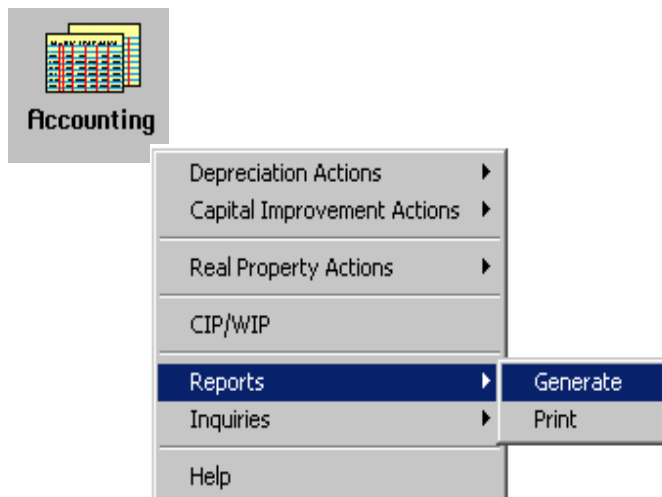 Accounting
Depreciation Actions
Capital Improvement Actions
Real Property Actions
CIP/WIP
Reports
Generate
Inquiries
Print
Help